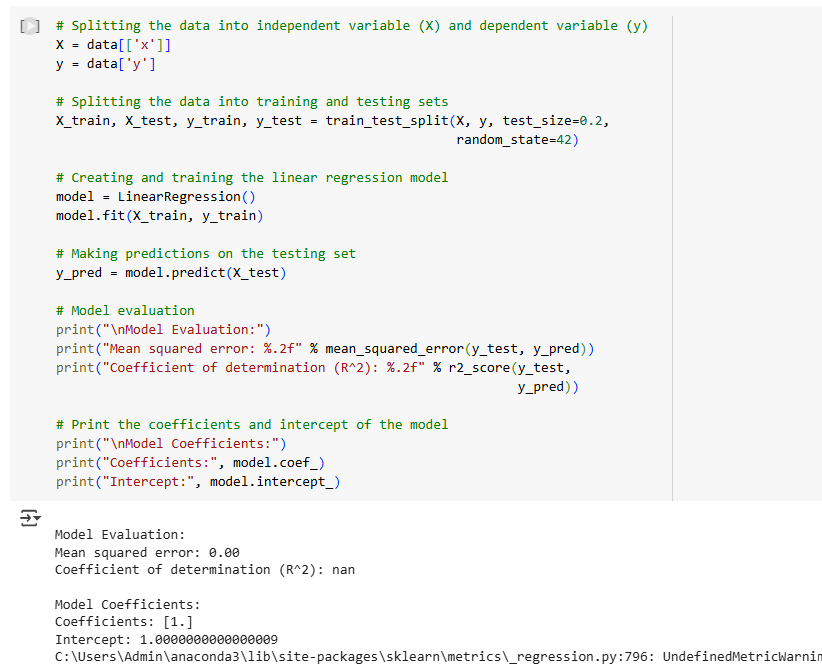 # Splitting the data into independent variable (X) and dependent variable (y)
X = data[['x']]
y = data['y']
# Splitting the data into training and testing sets
X_train, X_test, y_train, y_test = train_test_split(X, y, test_size=0.2,
random_state=42)
# Creating and training the linear regression model
model = LinearRegression()
model.fit(X_train, y_train)
# Making predictions on the testing set
y_pred = model.predict(X_test)
# Model evaluation
print("\nModel Evaluation:")
print("Mean squared error: %.2f" % mean_squared_error(y_test, y_pred))
print("Coefficient of determination (R^2): %.2f" % r2_score(y_test,
y_pred))
# Print the coefficients and intercept of the model
print("\nModel Coefficients:")
print("Coefficients:", model.coef_)
print("Intercept:", model.intercept_)
Model Evaluation:
Mean squared error: 0.00
Coefficient of determination (R^2): nan
Model Coefficients:
Coefficients: [1.]
Intercept: 1.0000000000000009
C:\Users\Admin\anaconda3\lib\site-packages\sklearn\metrics\_regression.py:796: UndefinedMetricWarnin